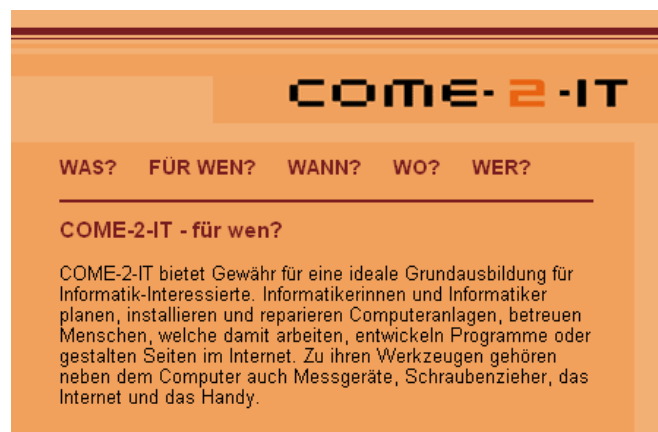 COME-2-IT
WAS? FÜR WEN? WANN? WO? WER?
COME-2-IT - für wen?
COME-2-IT bietet Gewähr für eine ideale Grundausbildung für
Informatik-Interessierte. Informatikerinnen und Informatiker
planen, installieren und reparieren Computeranlagen, betreuen
Menschen, welche damit arbeiten, entwickeln Programme oder
gestalten Seiten im Internet. Zu ihren Werkzeugen gehören
neben dem Computer auch Messgeräte, Schraubenzieher, das
Internet und das Handy.